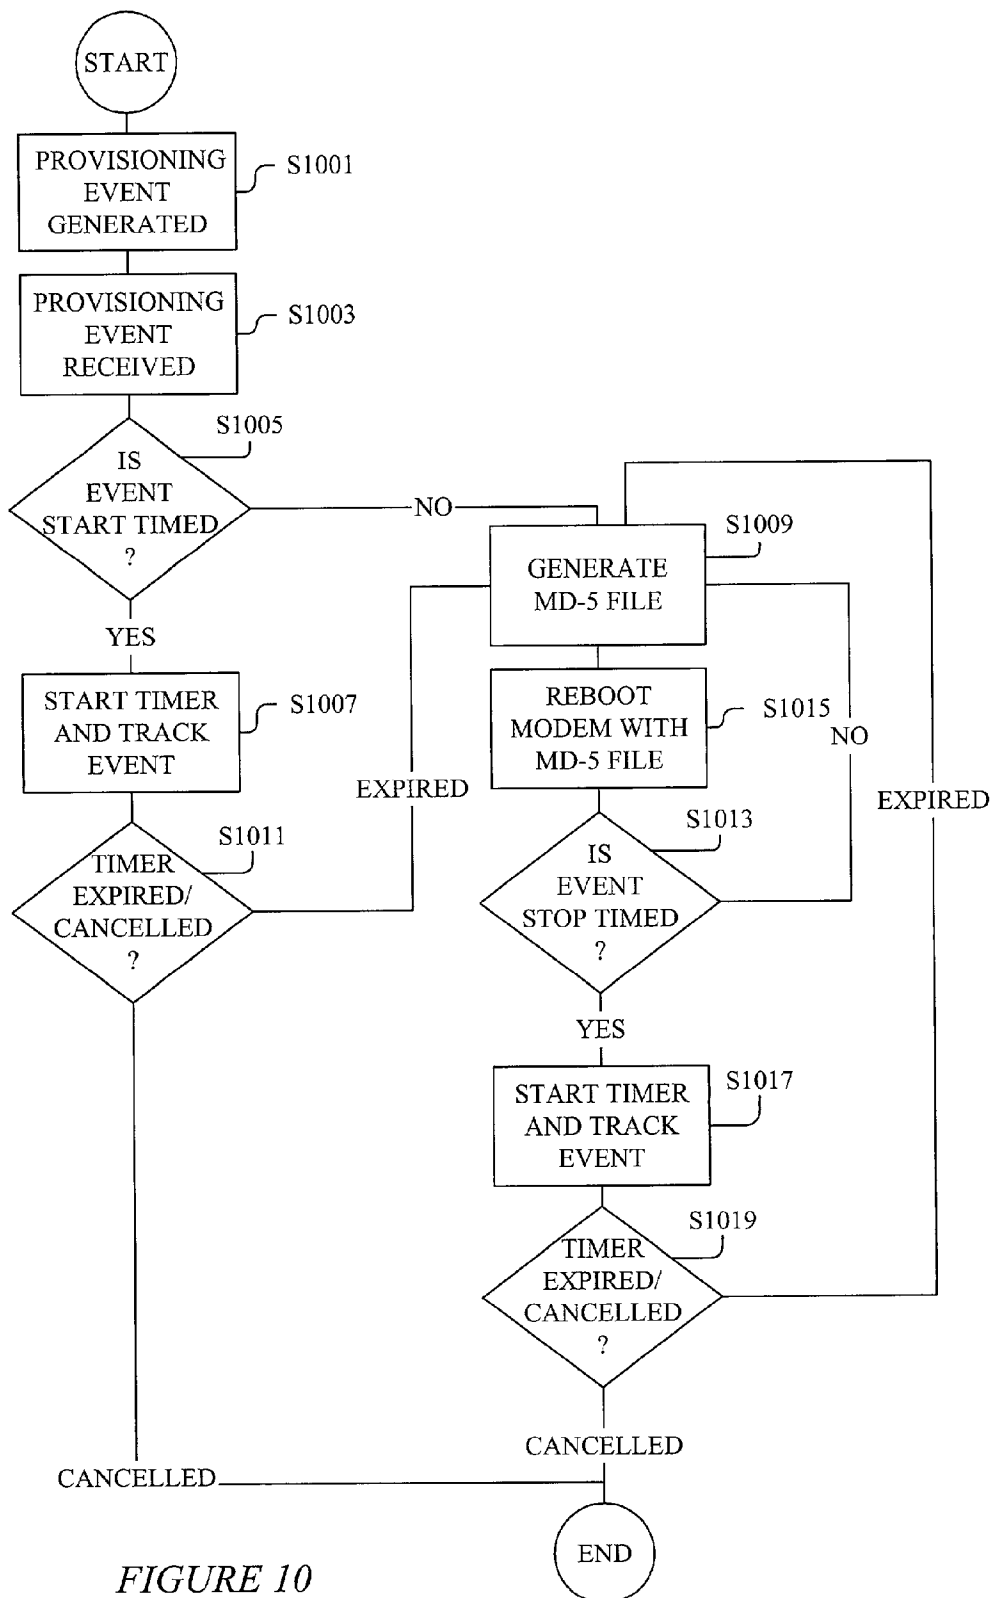 START
PROVISIONING
EVENT
GENERATED
S1001
PROVISIONING
EVENT
RECEIVED
S1003
S1005
IS
EVENT
START TIMED
?
NO
YES
S1009
GENERATE
MD-5 FILE
START TIMER
AND TRACK
EVENT
S1007
REBOOT
MODEM WITH
MD-5 FILE
S1015
NO
EXPIRED
EXPIRED
S1011
TIMER
EXPIRED/
CANCELLED
?
S1013
IS
EVENT
STOP TIMED
?
YES
S1017
START TIMER
AND TRACK
EVENT
S1019
TIMER
EXPIRED/
CANCELLED
?
CANCELLED
CANCELLED
END
FIGURE 10